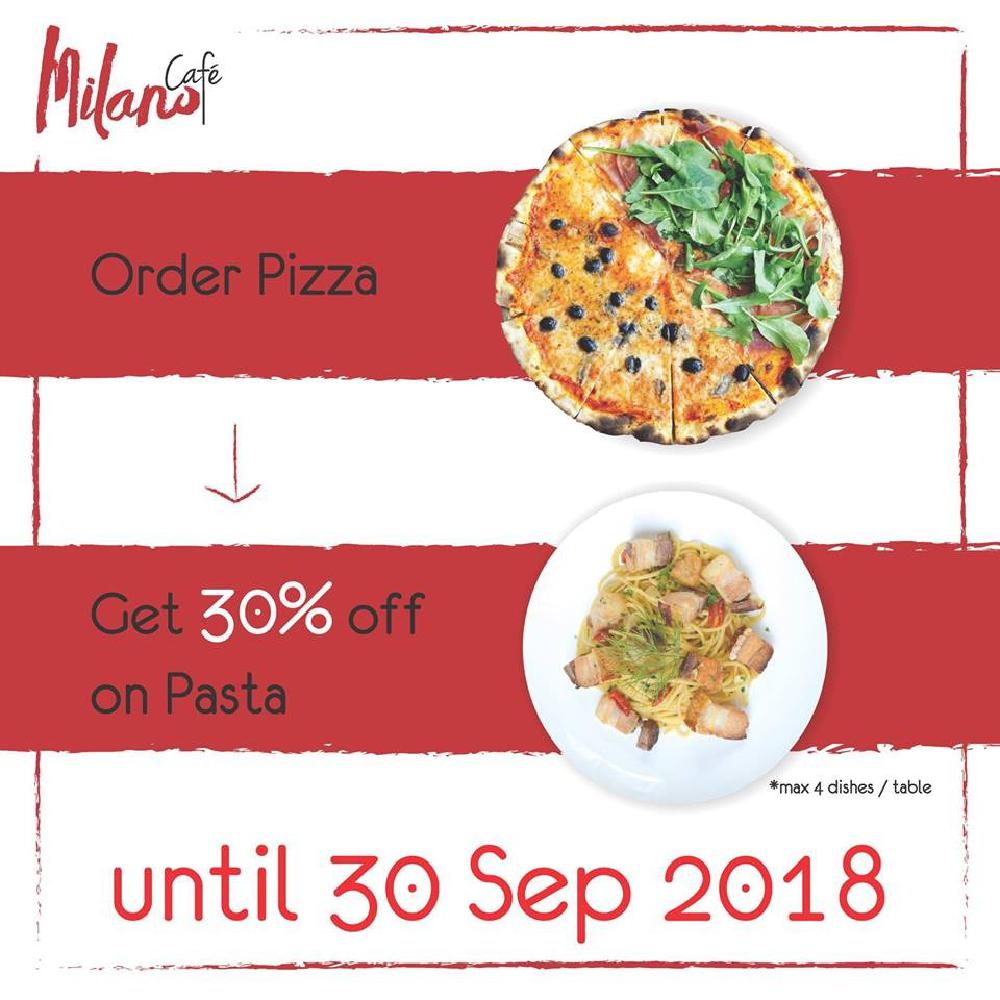 Milano Café
Order Pizza
Get 30% off
on Pasta
*max 4 dishes / table
until 30 Sep 2018